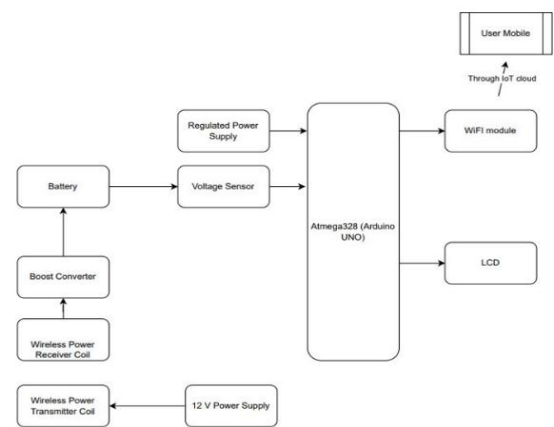 User Mobile
Through IoT cloud
Regulated Power
Supply
WiFI module
Battery
Voltage Sensor
Atmega328 (Arduino
UNO)
Boost Converter
LCD
Wireless Power
Receiver Coil
Wireless Power
Transmitter Coil
12 V Power Supply